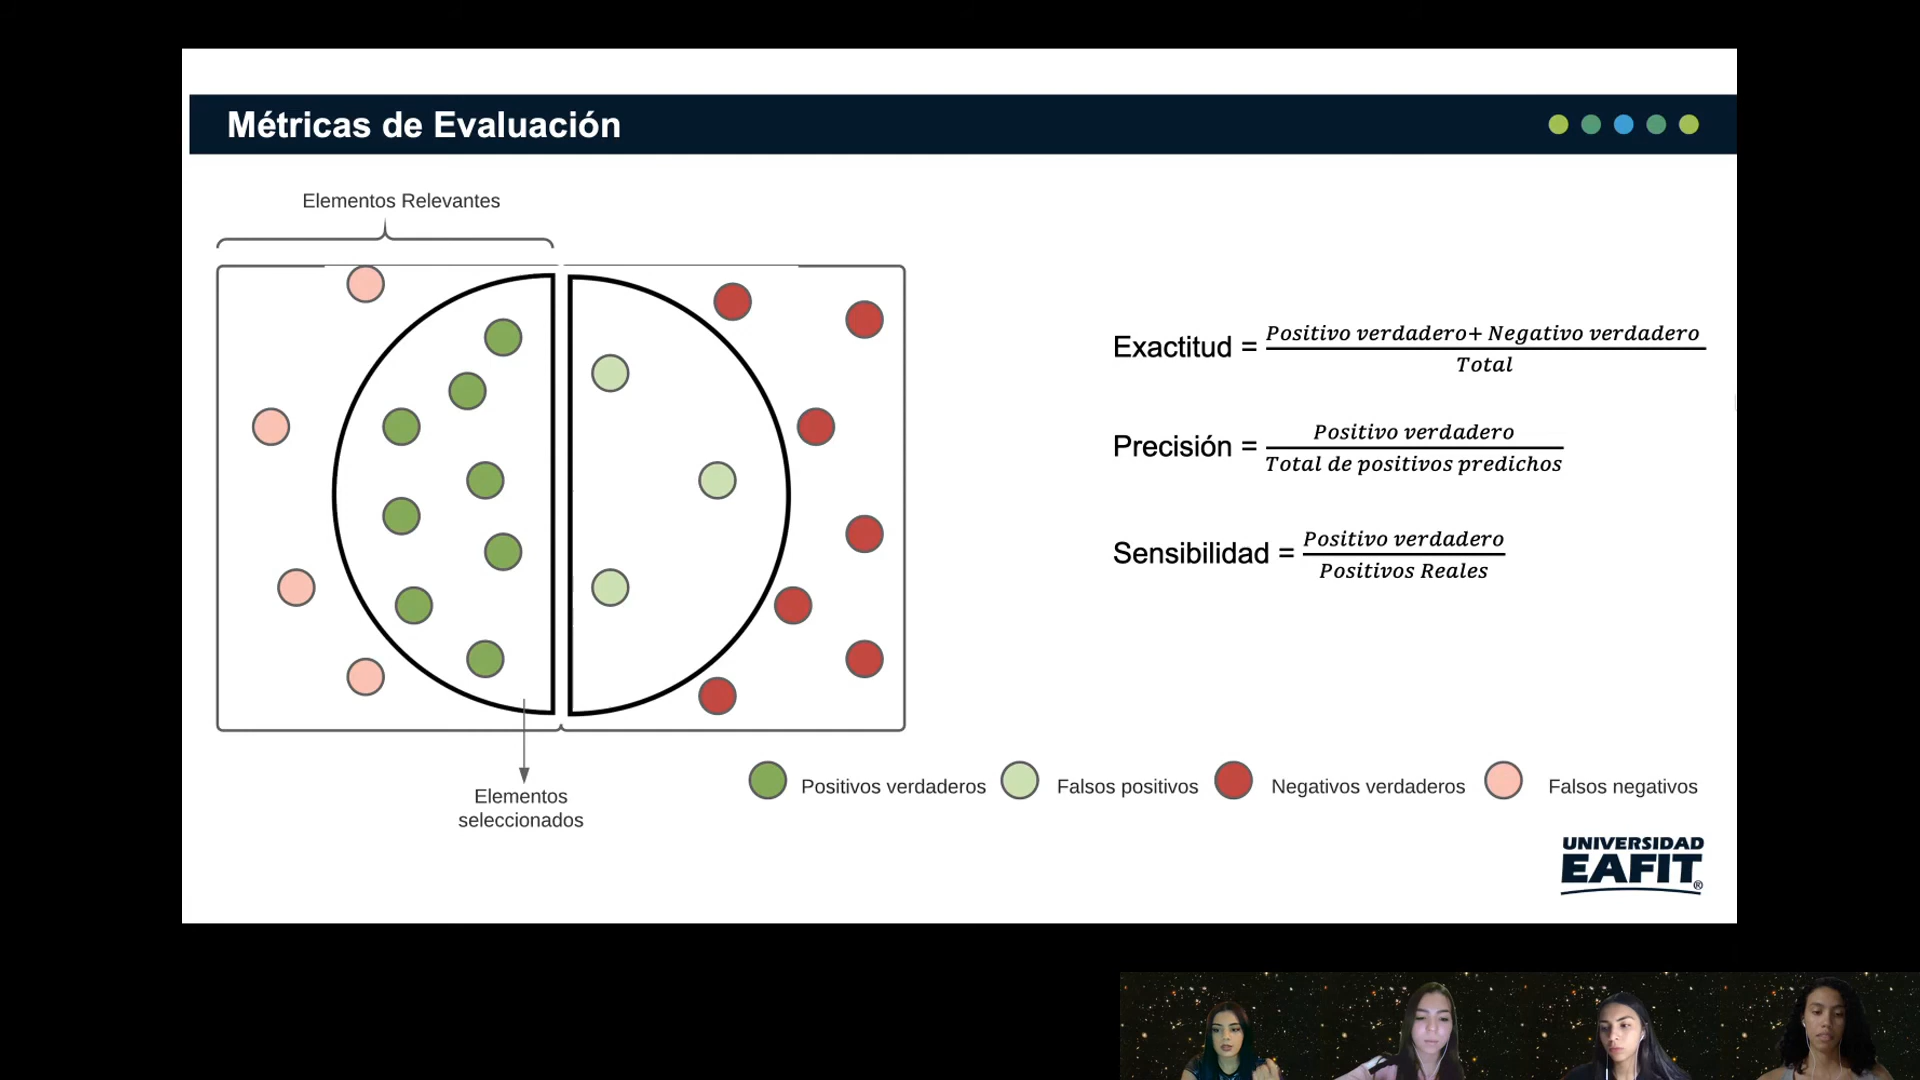 Métricas de Evaluación
Elementos Relevantes
Exactitud = Positivo verdadero+ Negativo verdadero
Total
Precisión = Positivo verdadero
Total de positivos predichos
Sensibilidad = Positivo verdadero
Positivos Reales
Positivos verdaderos
Falsos positivos
Negativos verdaderos
Falsos negativos
Elementos
seleccionados
UNIVERSIDAD
EAFIT®